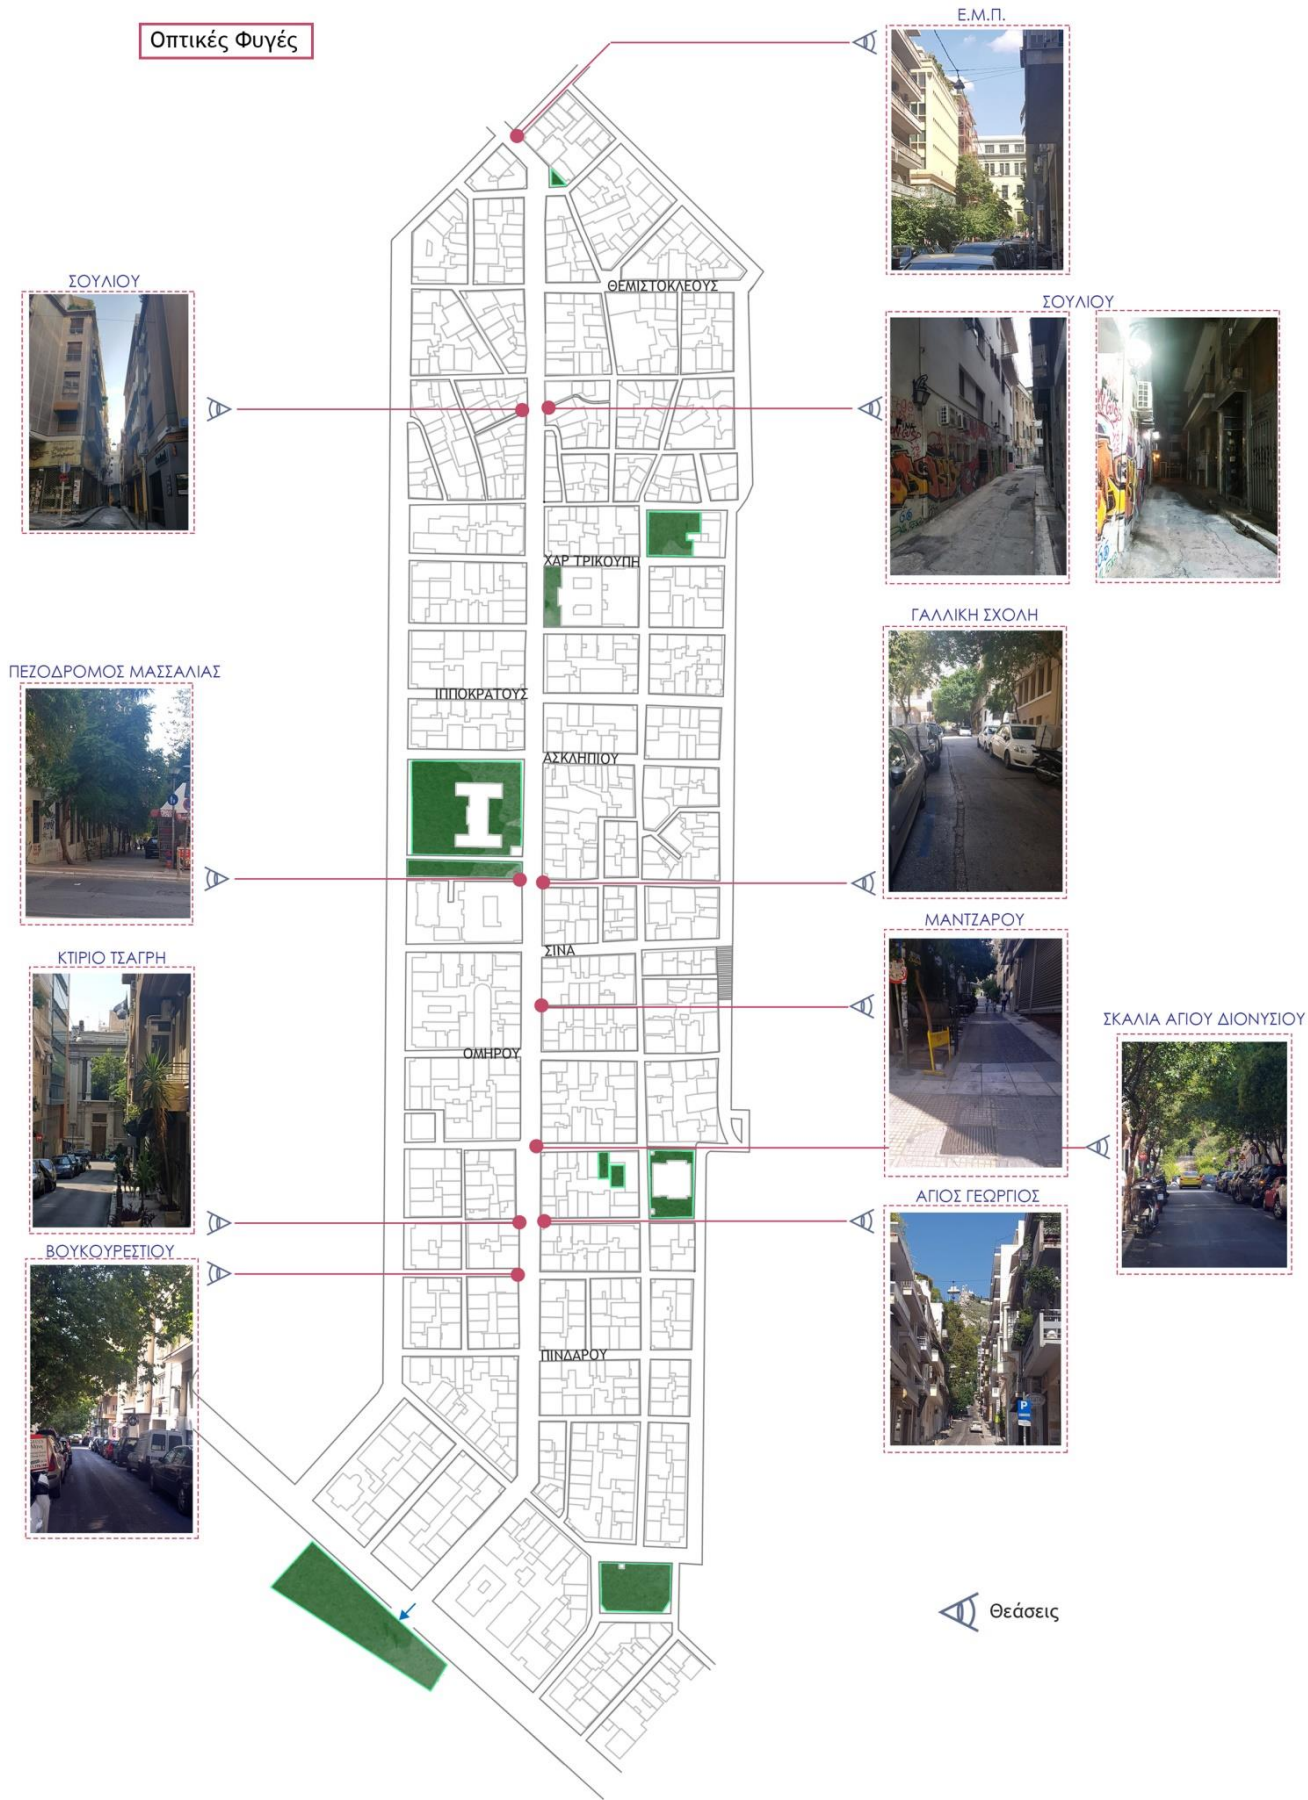 Ε.Μ.Π.
Οπτικές Φυγές
ΣΟΥΛΙΟΥ
ΘΕΜΙΣΤΟΚΛΕΟΥΣ
ΣΟΥΛΙΟΥ
ΧΑΡ ΤΡΙΚΟΥΠΗ
ΓΑΛΛΙΚΗ ΣΧΟΛΗ
ΠΕΖΟΔΡΟΜΟΣ ΜΑΣΣΑΛΙΑΣ
ΙΠΠΟΚΡΑΤΟΥΣ
ΑΣΚΛΗΠΙΟΥ
ΜΑΝΤΖΑΡΟΥ
ΣΙΝΑ
ΚΤΙΡΙΟ ΤΣΑΓΡΗ
ΣΚΑΛΙΑ ΑΓΙΟΥ ΔΙΟΝΥΣΙΟΥ
ΟΜΗΡΟΥ
ΑΓΙΟΣ ΓΕΩΡΓΙΟΣ
ΒΟΥΚΟΥΡΕΣΤΙΟΥ
ΠΙΝΔΑΡΟΥ
P
Θεάσεις